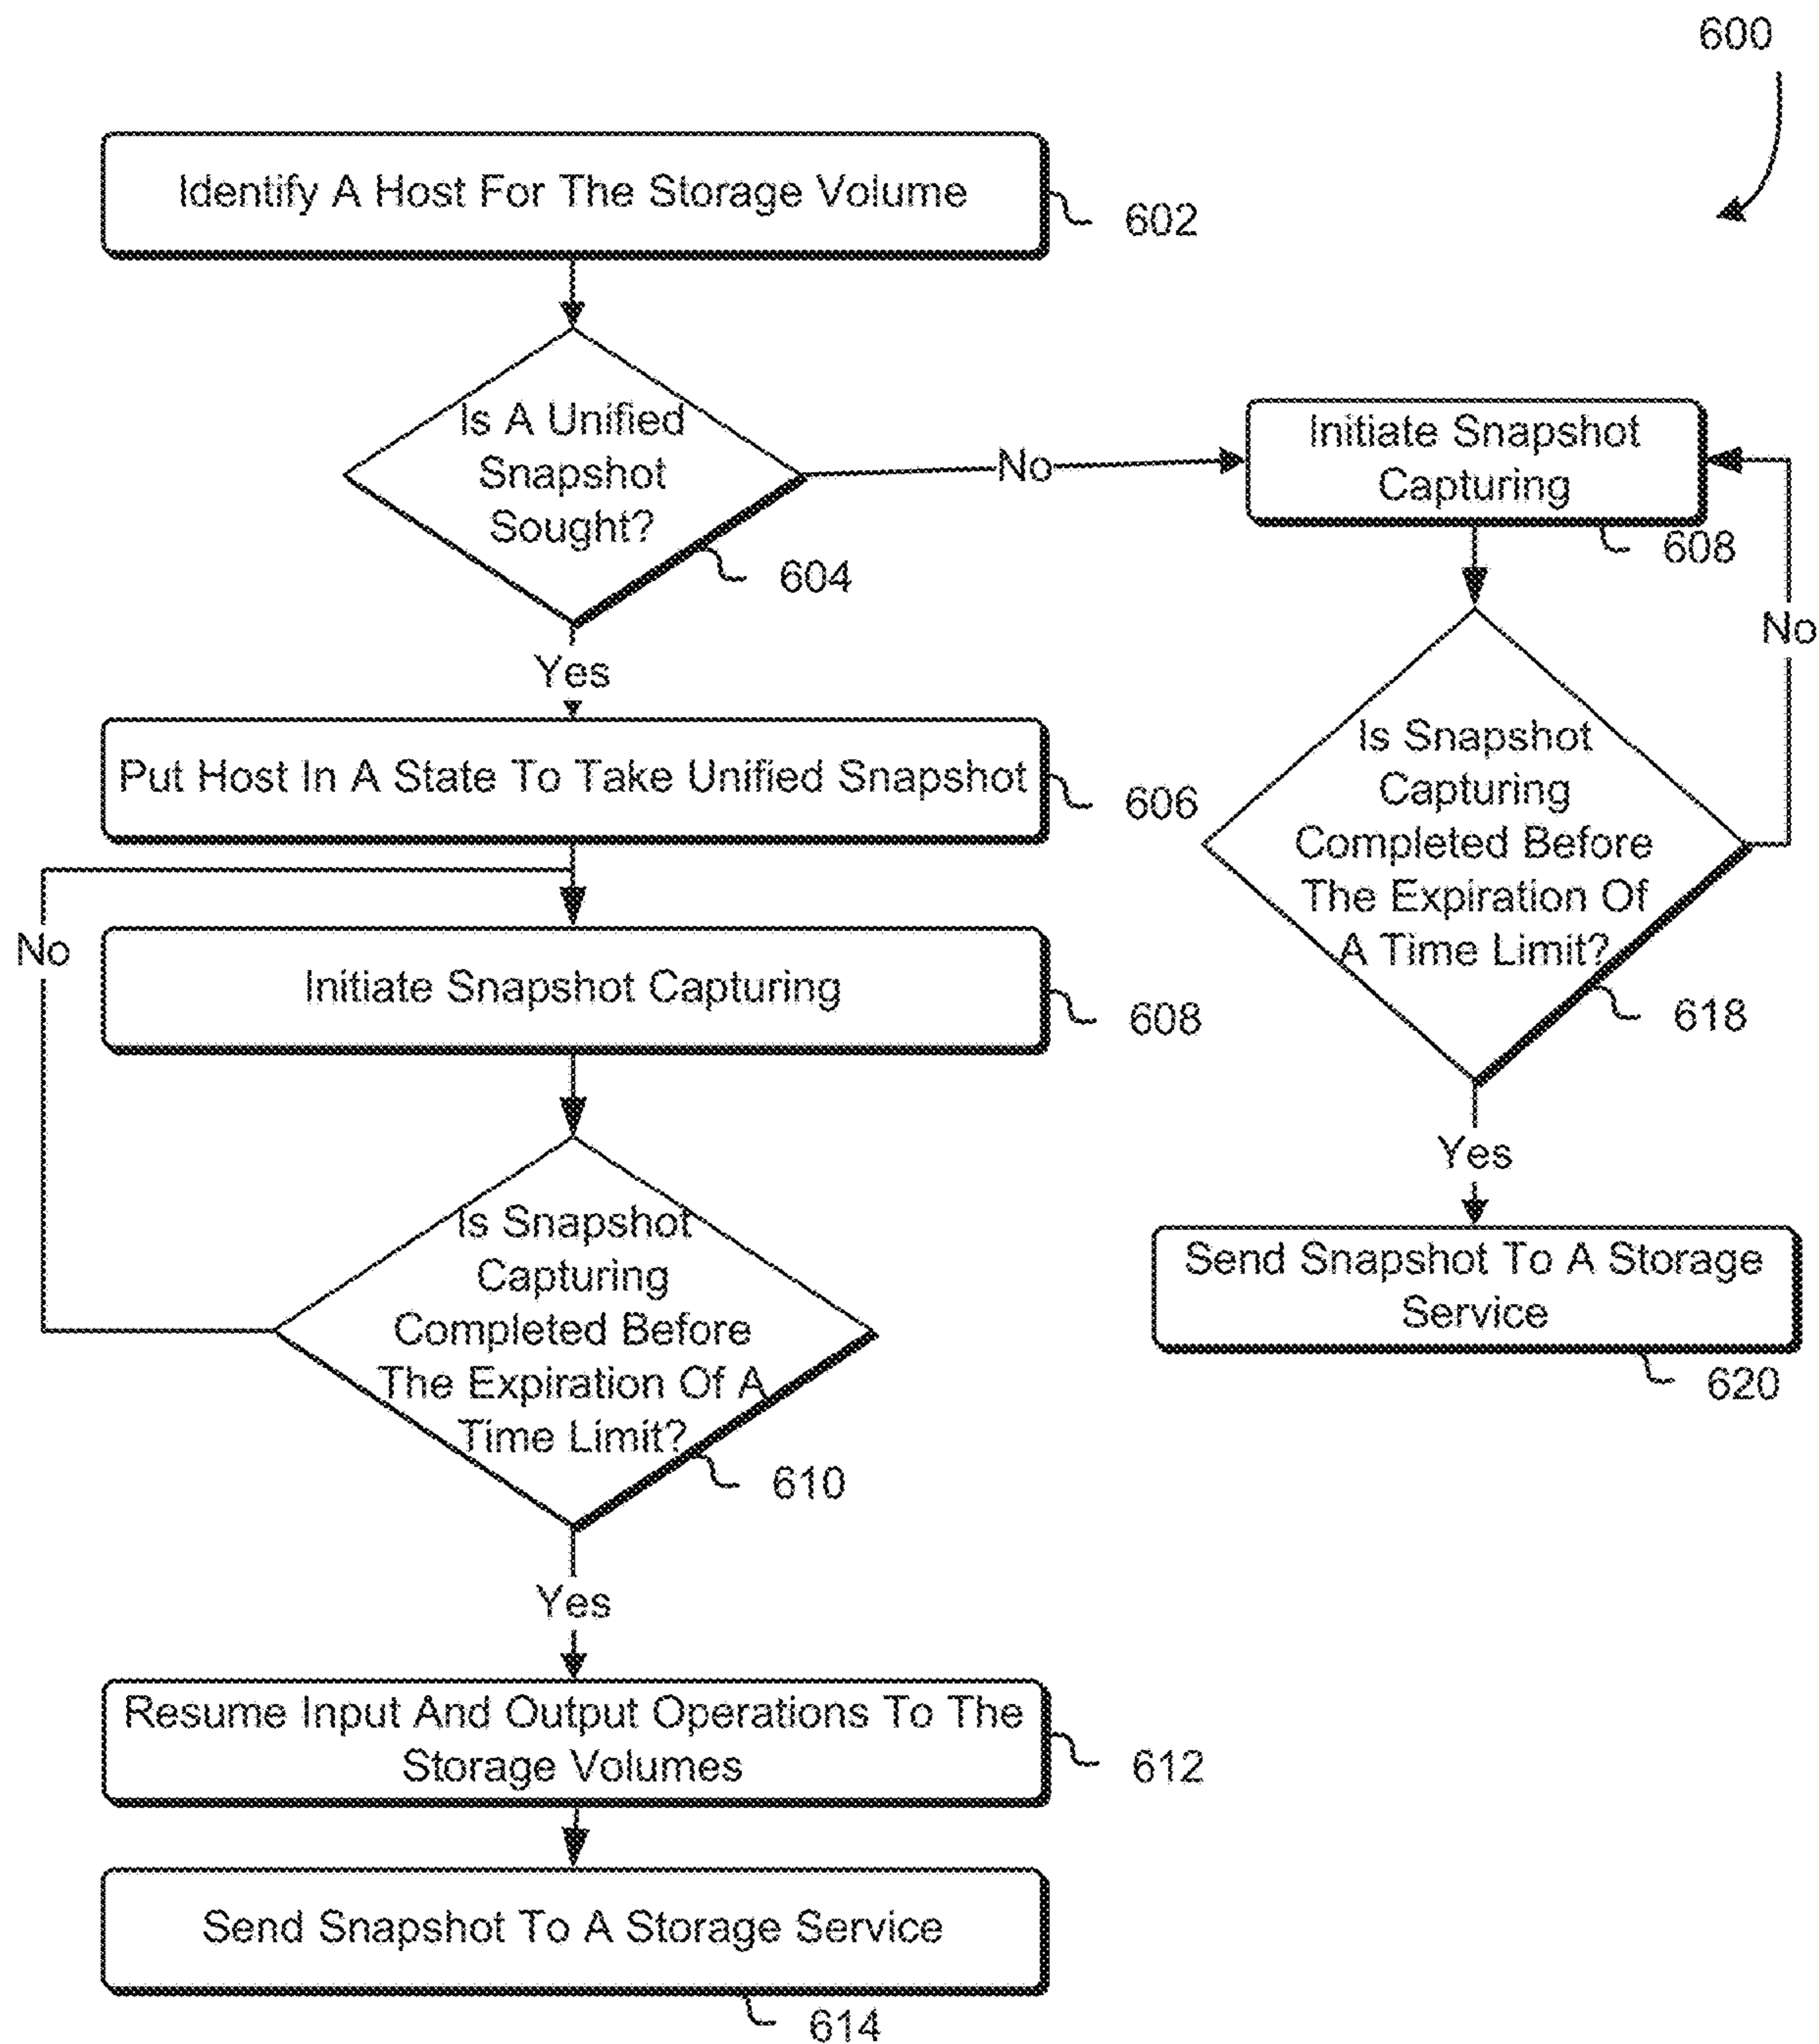 600
Identify A Host For The Storage Volume
602
Is A Unified
Snapshot
Sought?
604
No
Initiate Snapshot
Capturing
608
Yes
No
Put Host In A State To Take Unified Snapshot
606
Is Snapshot
Capturing
Completed Before
The Expiration Of
A Time Limit?
618
No
Initiate Snapshot Capturing
608
Yes
Send Snapshot To A Storage
Service
620
Is Snapshot
Capturing
Completed Before
The Expiration Of A
Time Limit?
610
Yes
Resume Input And Output Operations To The
Storage Volumes
612
Send Snapshot To A Storage Service
614